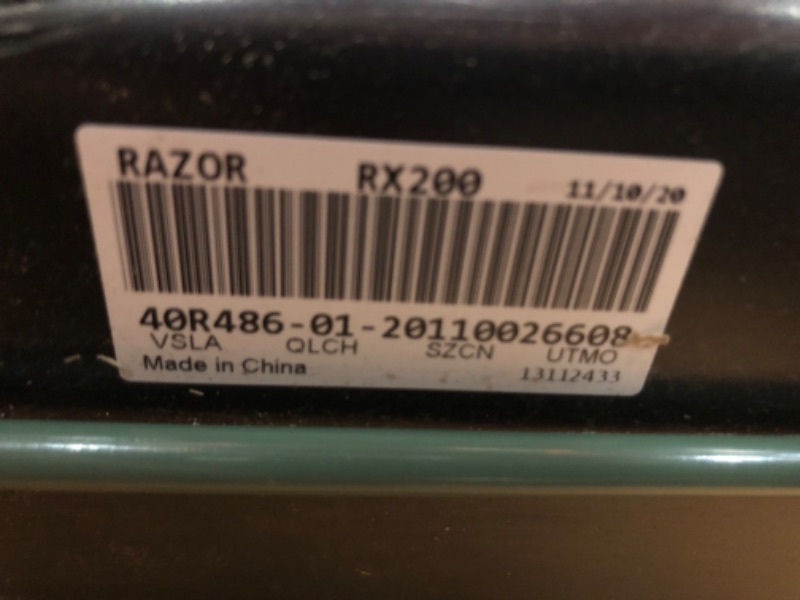 RAZOR RX200 11/10/20
40R486-01-20110026608
VSLA QLCH SZCN UTMO
Made in China 13112433